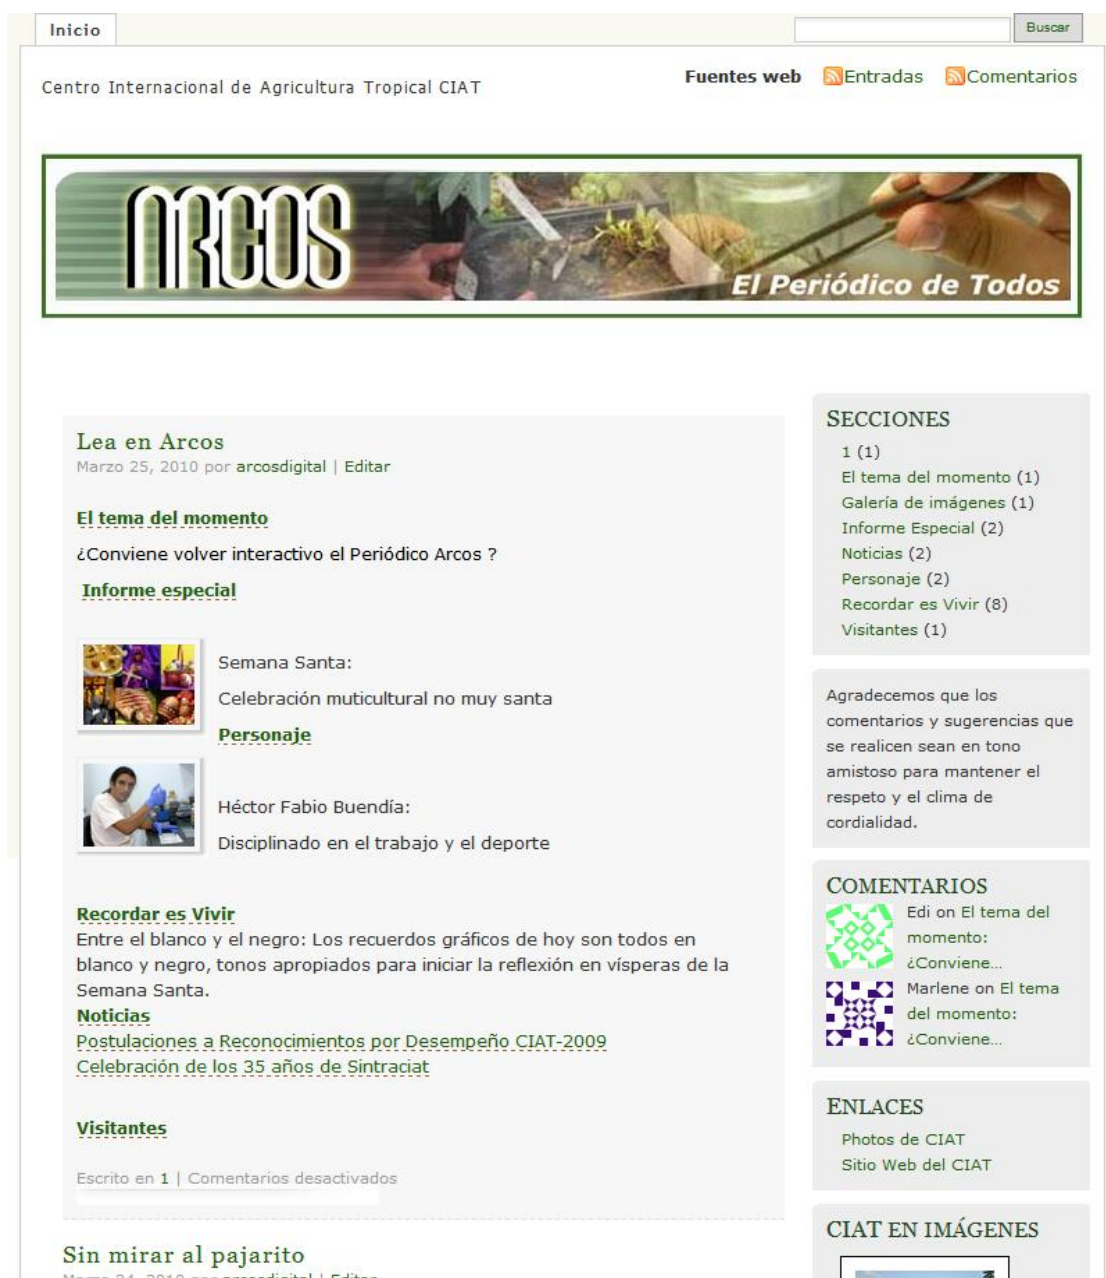 Inicio
Buscar
Centro Internacional de Agricultura Tropical CIAT
Fuentes web Entradas Comentarios
ARCOS
El Periódico de Todos
Lea en Arcos
Marzo 25, 2010 por arcosdigital | Editar
El tema del momento
¿Conviene volver interactivo el Periódico Arcos ?
Informe especial
Semana Santa:
Celebración muticultural no muy santa
Personaje
Héctor Fabio Buendía:
Disciplinado en el trabajo y el deporte
Recordar es Vivir
Entre el blanco y el negro: Los recuerdos gráficos de hoy son todos en
blanco y negro, tonos apropiados para iniciar la reflexión en vísperas de la
Semana Santa.
Noticias
Postulaciones a Reconocimientos por Desempeño CIAT-2009
Celebración de los 35 años de Sintraciat
Visitantes
Escrito en 1 | Comentarios desactivados
Sin mirar al pajarito
Marzo 24, 2010 por arcosdigital | Editar
SECCIONES
1 (1)
El tema del momento (1)
Galería de imágenes (1)
Informe Especial (2)
Noticias (2)
Personaje (2)
Recordar es Vivir (8)
Visitantes (1)
Agradecemos que los
comentarios y sugerencias que
se realicen sean en tono
amistoso para mantener el
respeto y el clima de
cordialidad.
COMENTARIOS
Edi on El tema del
momento:
¿Conviene...
Marlene on El tema
del momento:
¿Conviene...
ENLACES
Photos de CIAT
Sitio Web del CIAT
CIAT EN IMÁGENES